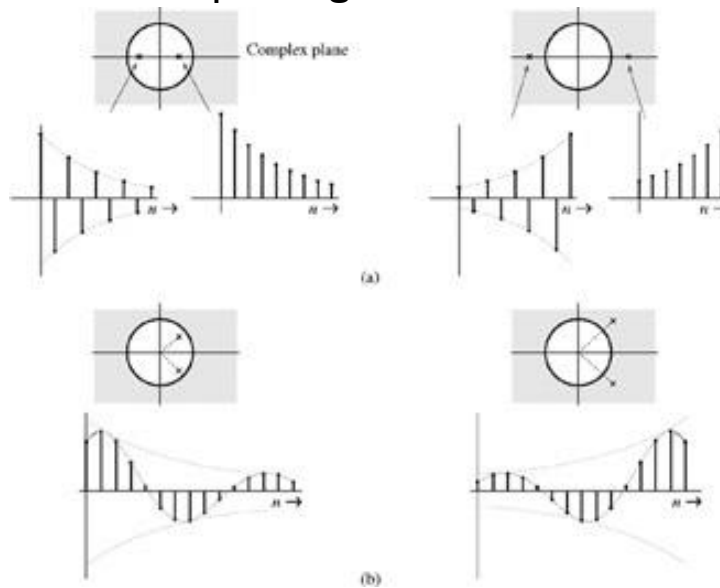 Complex plane
n →
n →
n →
n →
(a)
n →
n →
(b)